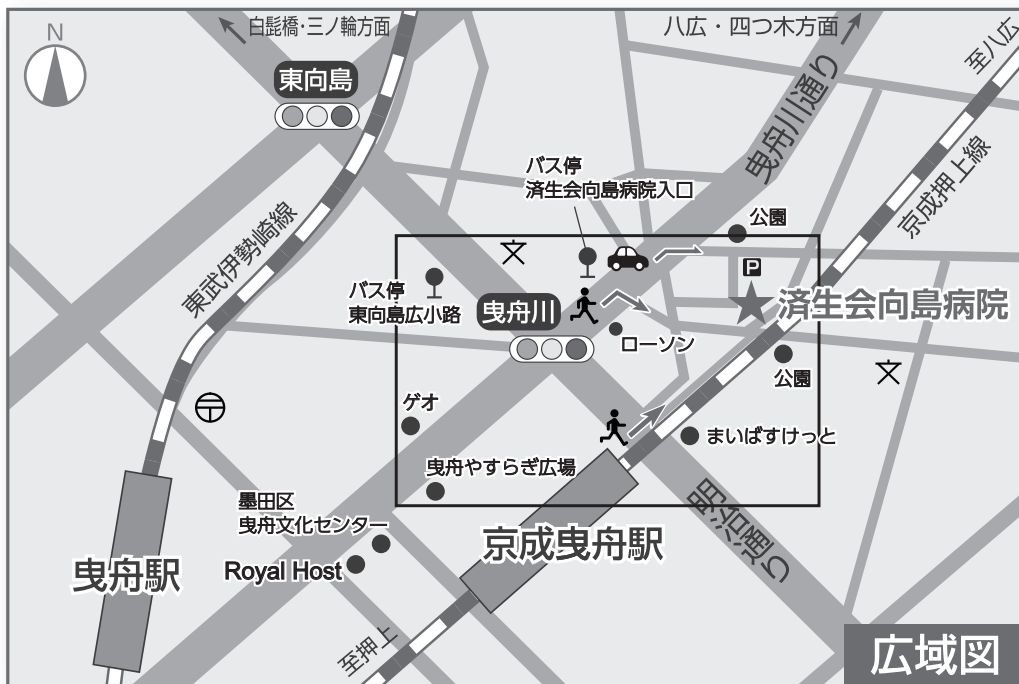 白髭橋・三ノ輪方面
八広・四つ木方面
N
至八広
東向島
曳舟川通り
京成押上線
バス停
済生会向島病院入口
公園
東武伊勢崎線
P
バス停
東向島広小路
曳舟川
済生会向島病院
ローソン
公園
ゲオ
まいばすけっと
曳舟やすらぎ広場
墨田区
曳舟文化センター
明治通り
京成曳舟駅
曳舟駅
Royal Host
至押上
広域図